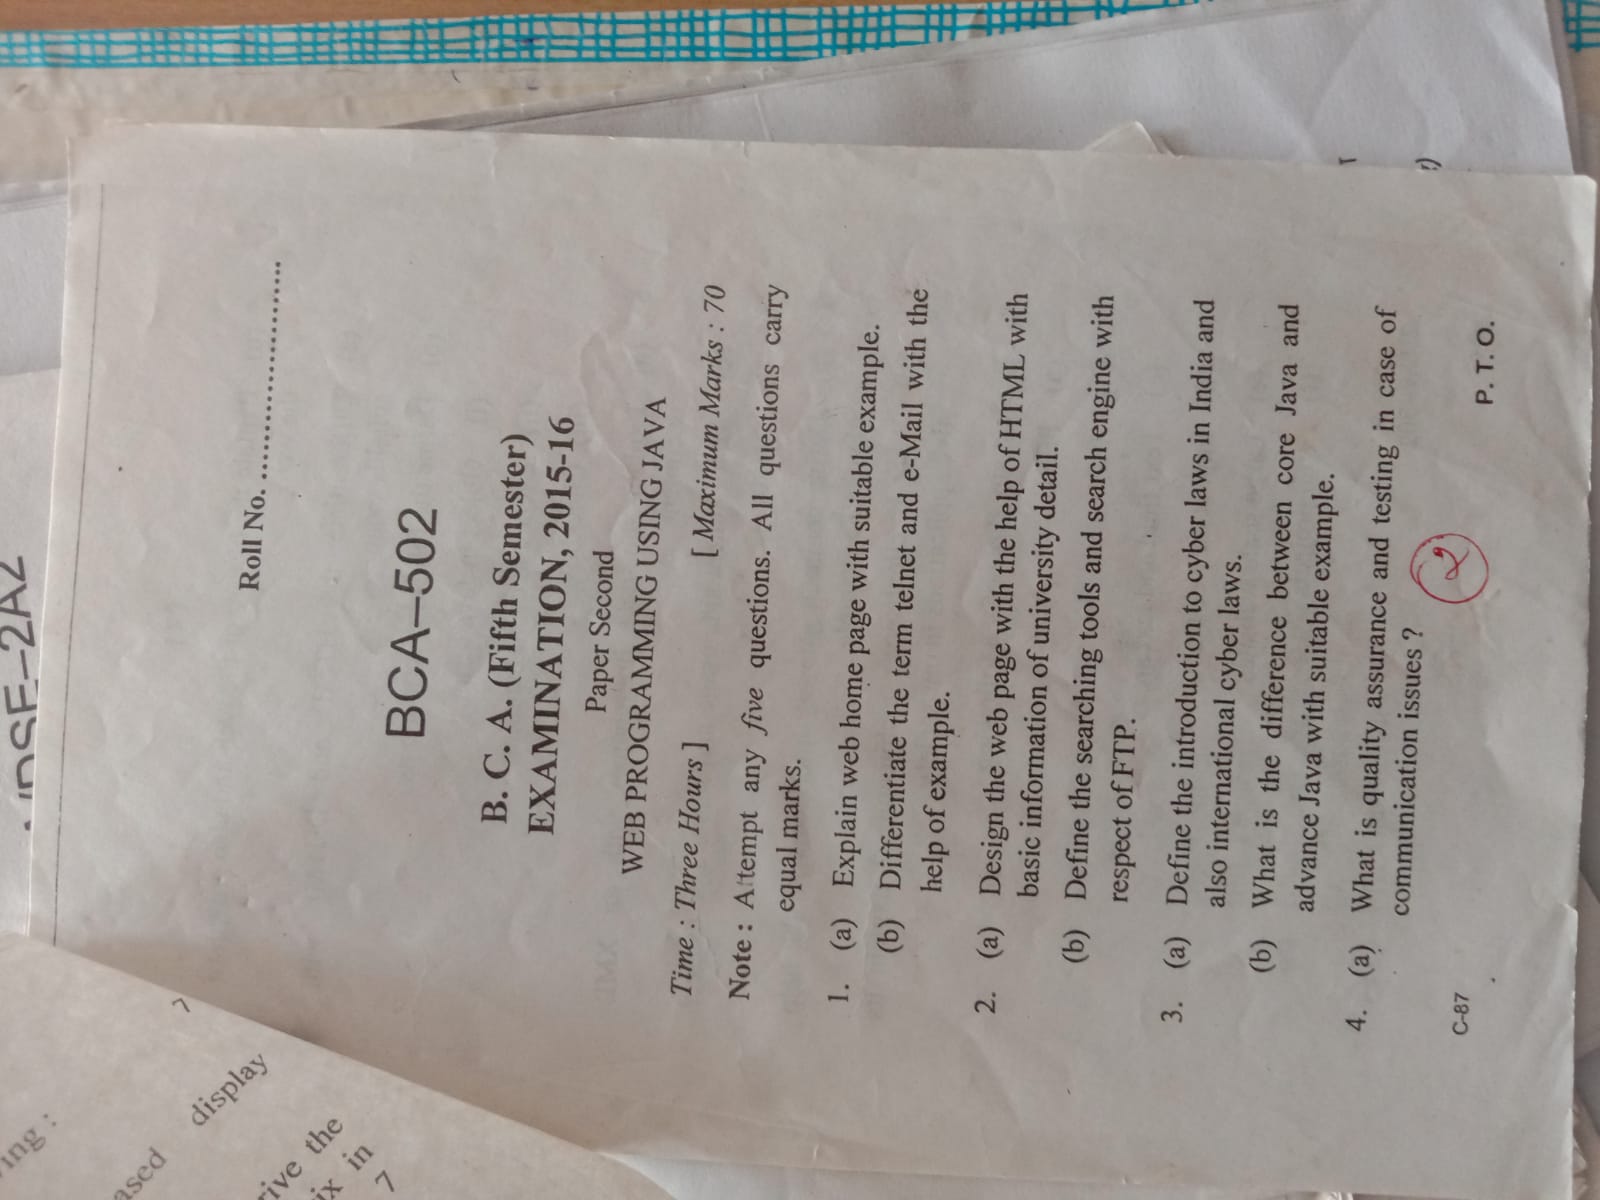 ing :
ased display 7
rive the
ix in
7
DSE–2A2
Roll No. ........................
BCA–502
B. C. A. (Fifth Semester)
EXAMINATION, 2015-16
Paper Second
WEB PROGRAMMING USING JAVA
Time : Three Hours ] [ Maximum Marks : 70
Note : Attempt any five questions. All questions carry
equal marks.
1. (a) Explain web home page with suitable example.
(b) Differentiate the term telnet and e-Mail with the
help of example.
2. (a) Design the web page with the help of HTML with
basic information of university detail.
(b) Define the searching tools and search engine with
respect of FTP.
3. (a) Define the introduction to cyber laws in India and
also international cyber laws.
(b) What is the difference between core Java and
advance Java with suitable example.
4. (a) What is quality assurance and testing in case of
communication issues ?
2
C-87 P. T. O.